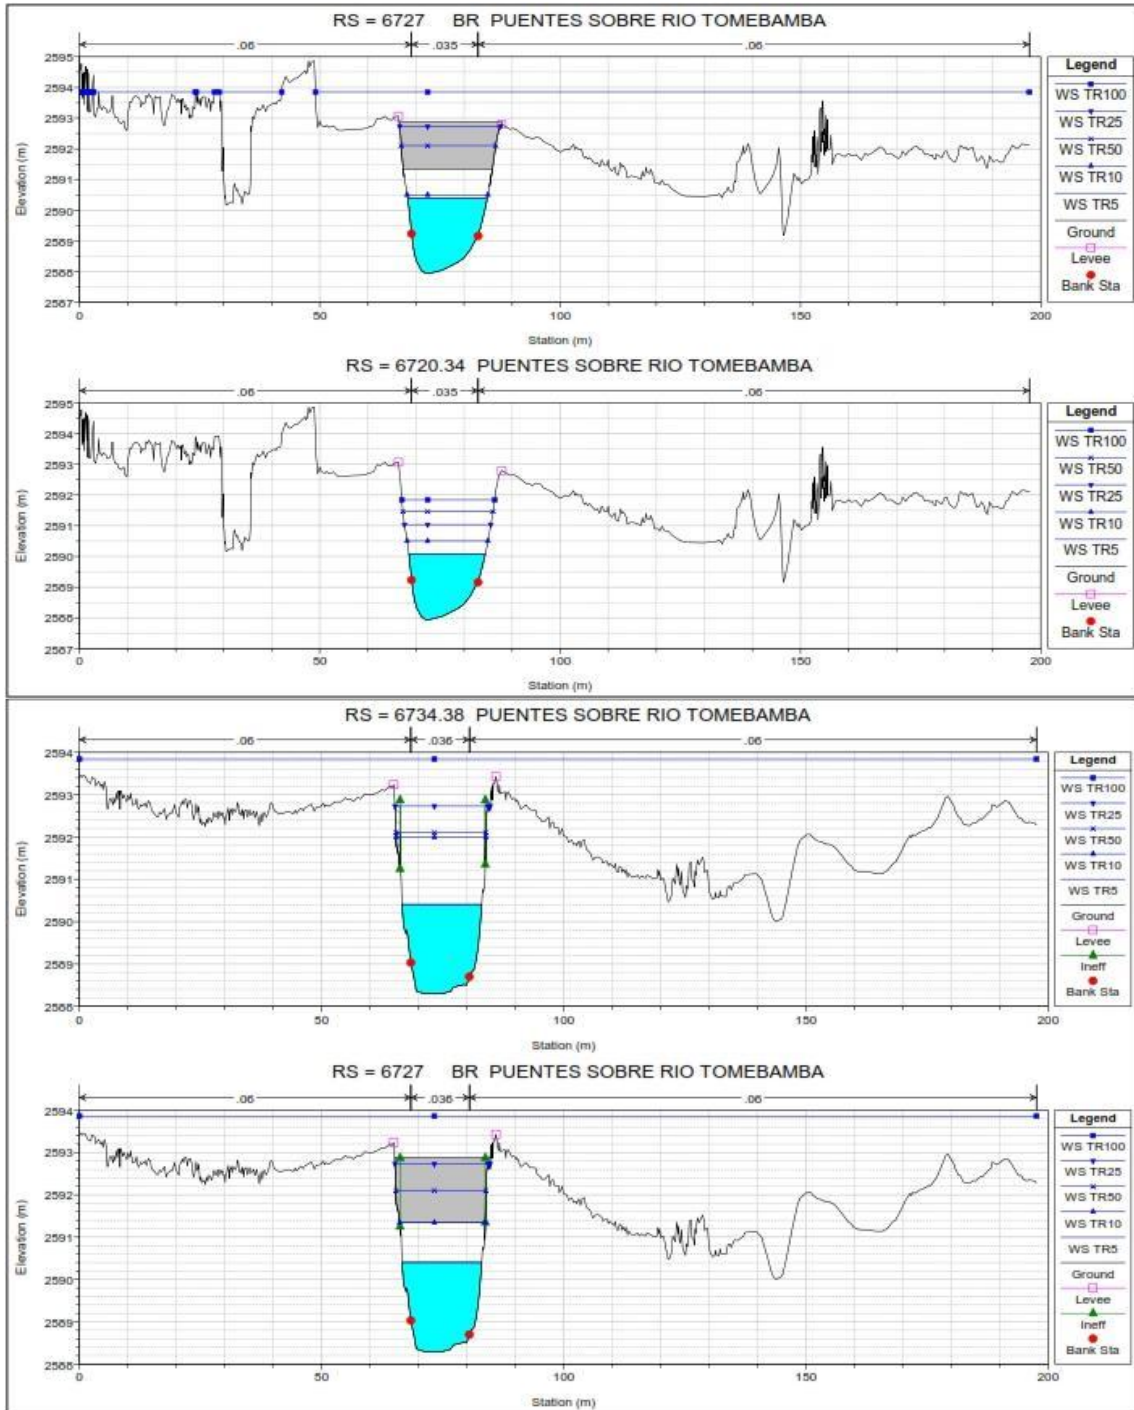 RS = 6727 BR PUENTES SOBRE RIO TOMEBAMBA
.06 .035 .06
Elevation (m)
2595
2594
2593
2592
2591
2590
2589
2588
2587
0 50 100 150 200
Station (m)
Legend
WS TR100
WS TR25
WS TR50
WS TR10
WS TR5
Ground
Levee
Bank Sta
RS = 6720.34 PUENTES SOBRE RIO TOMEBAMBA
.06 .035 .06
Elevation (m)
2595
2594
2593
2592
2591
2590
2589
2588
2587
0 50 100 150 200
Station (m)
Legend
WS TR100
WS TR50
WS TR25
WS TR10
WS TR5
Ground
Levee
Bank Sta
RS = 6734.38 PUENTES SOBRE RIO TOMEBAMBA
.06 .036 .06
Elevation (m)
2594
2593
2592
2591
2590
2589
2588
0 50 100 150 200
Station (m)
Legend
WS TR100
WS TR25
WS TR50
WS TR10
WS TR5
Ground
Levee
Ineff
Bank Sta
RS = 6727 BR PUENTES SOBRE RIO TOMEBAMBA
.06 .036 .06
Elevation (m)
2594
2593
2592
2591
2590
2589
2588
0 50 100 150 200
Station (m)
Legend
WS TR100
WS TR25
WS TR50
WS TR10
WS TR5
Ground
Levee
Ineff
Bank Sta